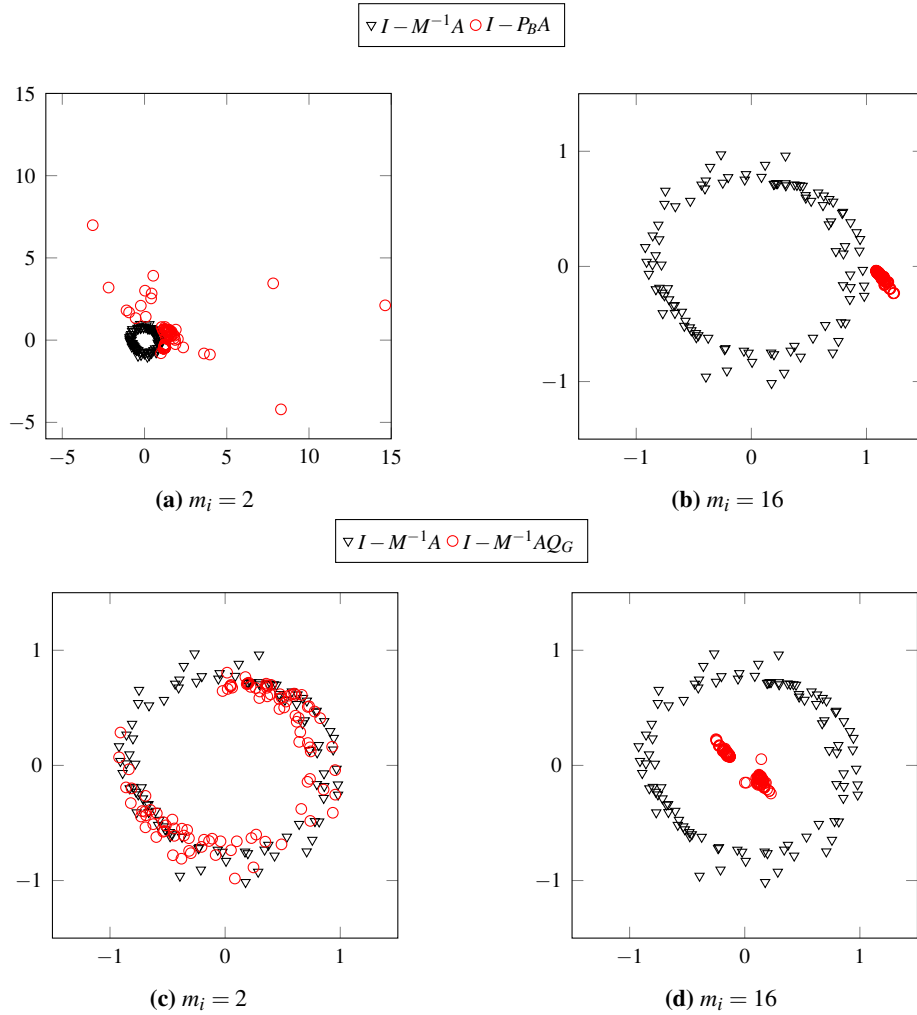 ▽ I − M⁻¹A ○ I − P_B A
15
10
5
0
−5
−5 0 5 10 15
(a) m_i = 2
1
0
−1
−1 0 1
(b) m_i = 16
▽ I − M⁻¹A ○ I − M⁻¹AQ_G
1
0
−1
−1 0 1
(c) m_i = 2
1
0
−1
−1 0 1
(d) m_i = 16